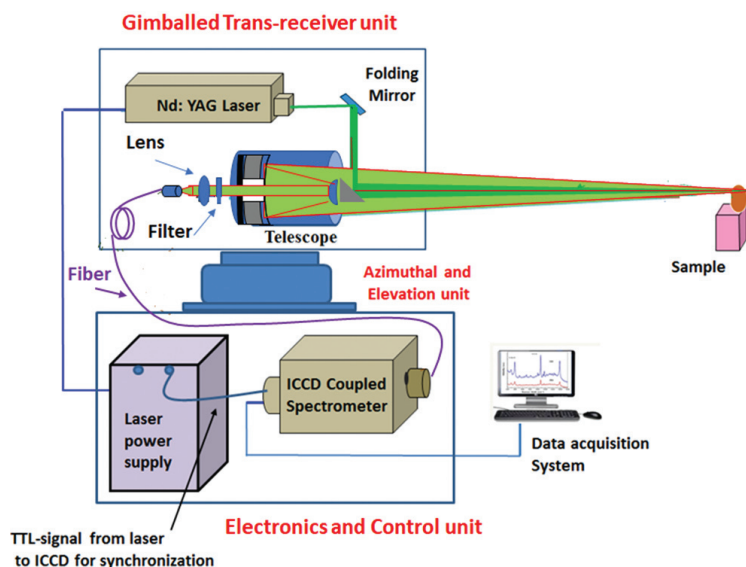 Gimballed Trans-receiver unit
Folding
Mirror
Nd: YAG Laser
Lens
Filter
Telescope
Sample
Fiber
Azimuthal and
Elevation unit
ICCD Coupled
Spectrometer
Laser
power
supply
Data acquisition
System
TTL-signal from laser
to ICCD for synchronization
Electronics and Control unit